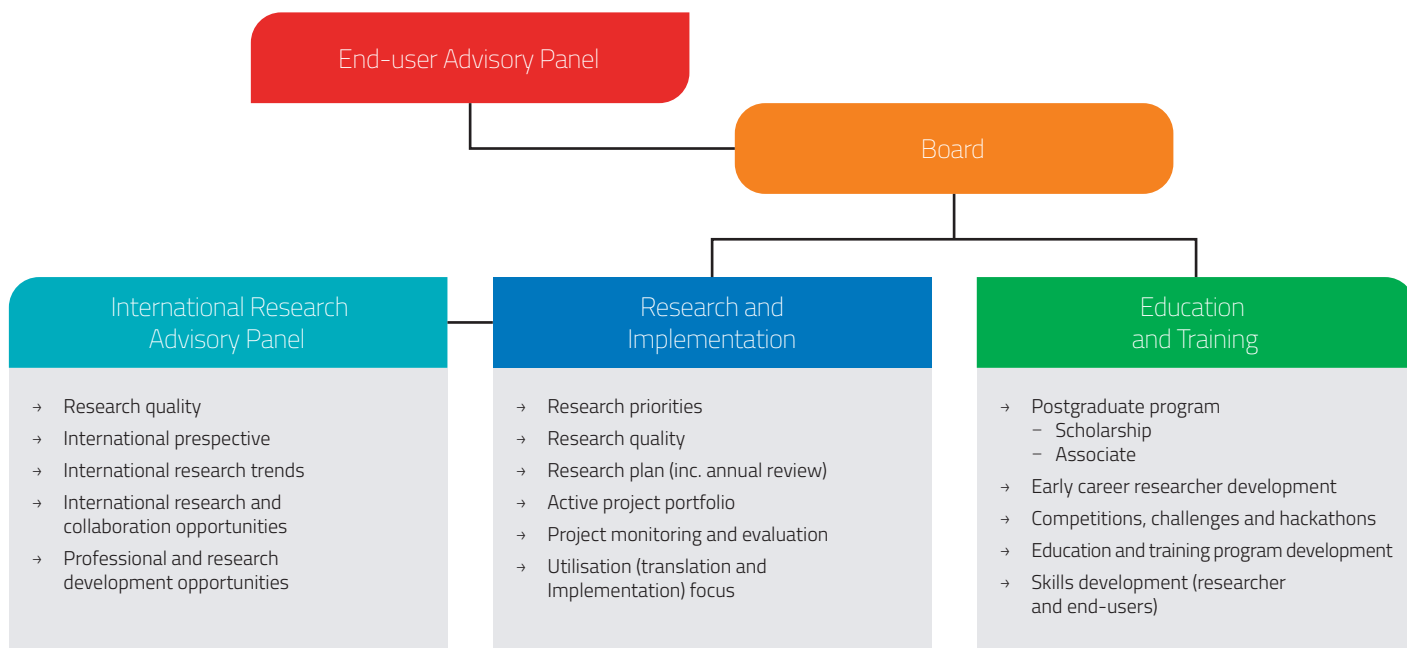 End-user Advisory Panel
Board
International Research
Advisory Panel
→ Research quality
→ International prespective
→ International research trends
→ International research and
collaboration opportunities
→ Professional and research
development opportunities
Research and
Implementation
→ Research priorities
→ Research quality
→ Research plan (inc. annual review)
→ Active project portfolio
→ Project monitoring and evaluation
→ Utilisation (translation and
Implementation) focus
Education
and Training
→ Postgraduate program
– Scholarship
– Associate
→ Early career researcher development
→ Competitions, challenges and hackathons
→ Education and training program development
→ Skills development (researcher
and end-users)